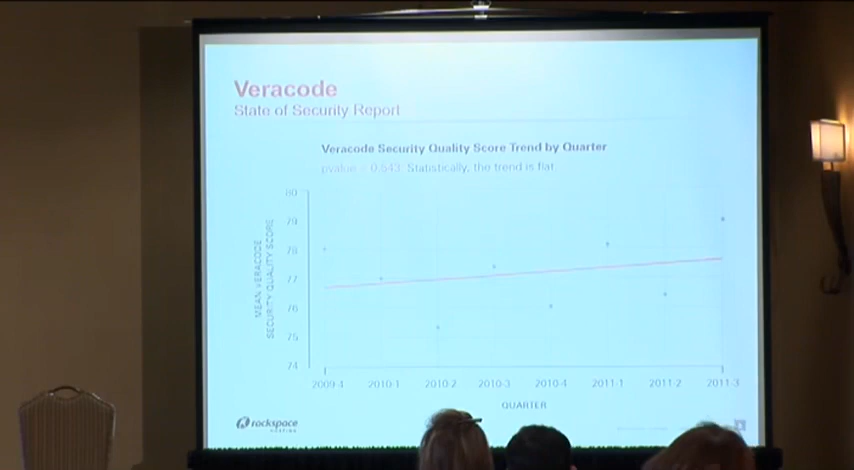 Veracode
State of Security Report
Veracode Security Quality Score Trend by Quarter
pvalue = 0.543. Statistically, the trend is flat
MEAN VERACODE
SECURITY QUALITY SCORE
80
79
78
77
76
75
74
2009-4 2010-1 2010-2 2010-3 2010-4 2011-1 2011-2 2011-3
QUARTER
rackspace
HOSTING